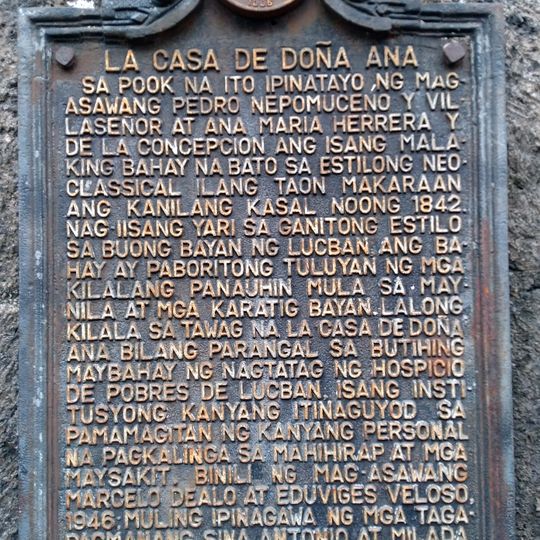 LA CASA DE DOÑA ANA
SA POOK NA ITO IPINATAYO NG MAG-
ASAWANG PEDRO NEPOMUCENO Y VIL-
LASEÑOR AT ANA MARIA HERRERA Y
DE LA CONCEPCION ANG ISANG MALA-
KING BAHAY NA BATO SA ESTILONG NEO-
CLASSICAL ILANG TAON MAKARAAN
ANG KANILANG KASAL NOONG 1842.
NAG-IISANG YARI SA GANITONG ESTILO
SA BUONG BAYAN NG LUCBAN ANG BA-
HAY AY PABORITONG TULUYAN NG MGA
KILALANG PANAUHIN MULA SA MAY-
NILA AT MGA KARATIG BAYAN. LALONG
KILALA SA TAWAG NA LA CASA DE DOÑA
ANA BILANG PARANGAL SA BUTIHING
MAYBAHAY NG NAGTATAG NG HOSPICIO
DE POBRES DE LUCBAN. ISANG INSTI-
TUSYONG KANYANG ITINAGUYOD SA
PAMAMAGITAN NG KANYANG PERSONAL
NA PAGKALINGA SA MAHIHIRAP AT MGA
MAYSAKIT. BINILI NG MAG-ASAWANG
MARCELO DEALO AT EDUVIGES VELOSO,
1946; MULING IPINAGAWA NG MGA TAGA-
PAGMANANG SINA ANTONIO AT MILADA